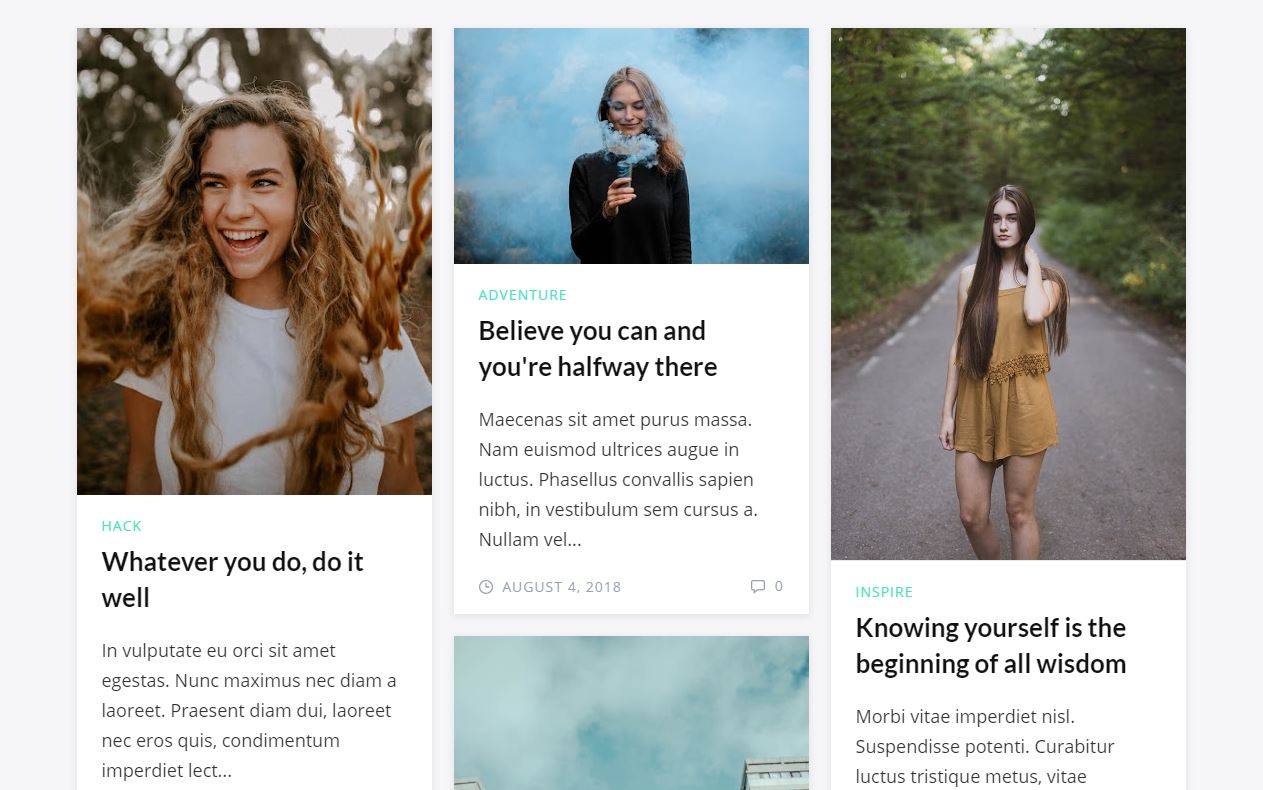 HACK
Whatever you do, do it
well
In vulputate eu orci sit amet
egestas. Nunc maximus nec diam a
laoreet. Praesent diam dui, laoreet
nec eros quis, condimentum
imperdiet lect...
ADVENTURE
Believe you can and
you're halfway there
Maecenas sit amet purus massa.
Nam euismod ultrices augue in
luctus. Phasellus convallis sapien
nibh, in vestibulum sem cursus a.
Nullam vel...
AUGUST 4, 2018 0
INSPIRE
Knowing yourself is the
beginning of all wisdom
Morbi vitae imperdiet nisl.
Suspendisse potenti. Curabitur
luctus tristique metus, vitae